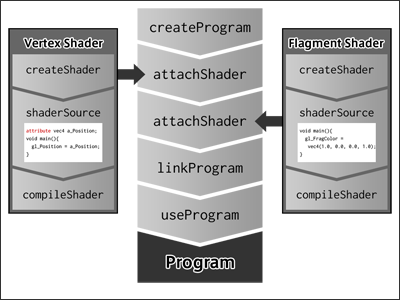 createProgram
Vertex Shader
createShader
shaderSource
attribute vec4 a_Position;
void main(){
gl_Position = a_Position;
}
compileShader
attachShader
attachShader
linkProgram
useProgram
Program
Flagment Shader
createShader
shaderSource
void main(){
gl_FragColor =
vec4(1.0, 0.0, 0.0, 1.0);
}
compileShader